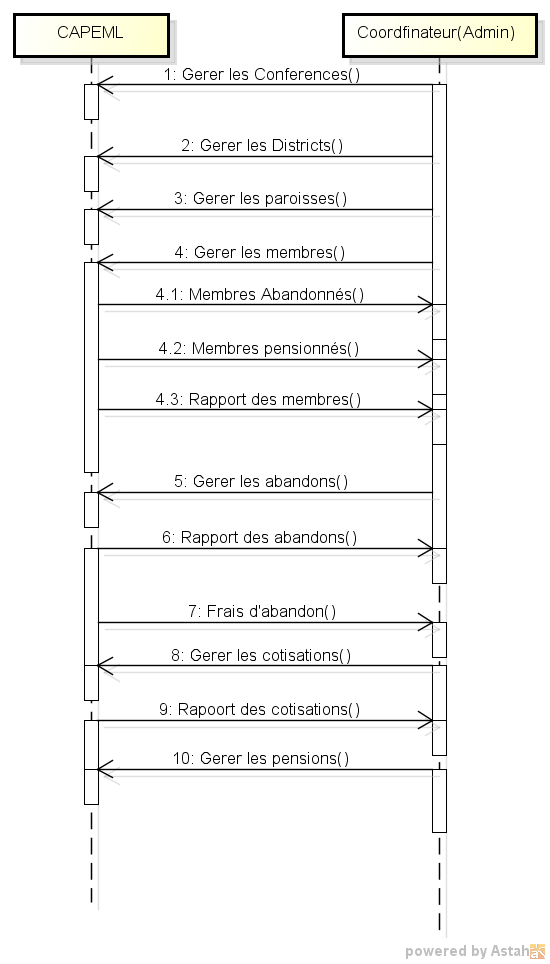 CAPEML
Coordfinateur(Admin)
1: Gerer les Conferences()
2: Gerer les Districts()
3: Gerer les paroisses()
4: Gerer les membres()
4.1: Membres Abandonnés()
4.2: Membres pensionnés()
4.3: Rapport des membres()
5: Gerer les abandons()
6: Rapport des abandons()
7: Frais d'abandon()
8: Gerer les cotisations()
9: Rapoort des cotisations()
10: Gerer les pensions()
powered by Astah